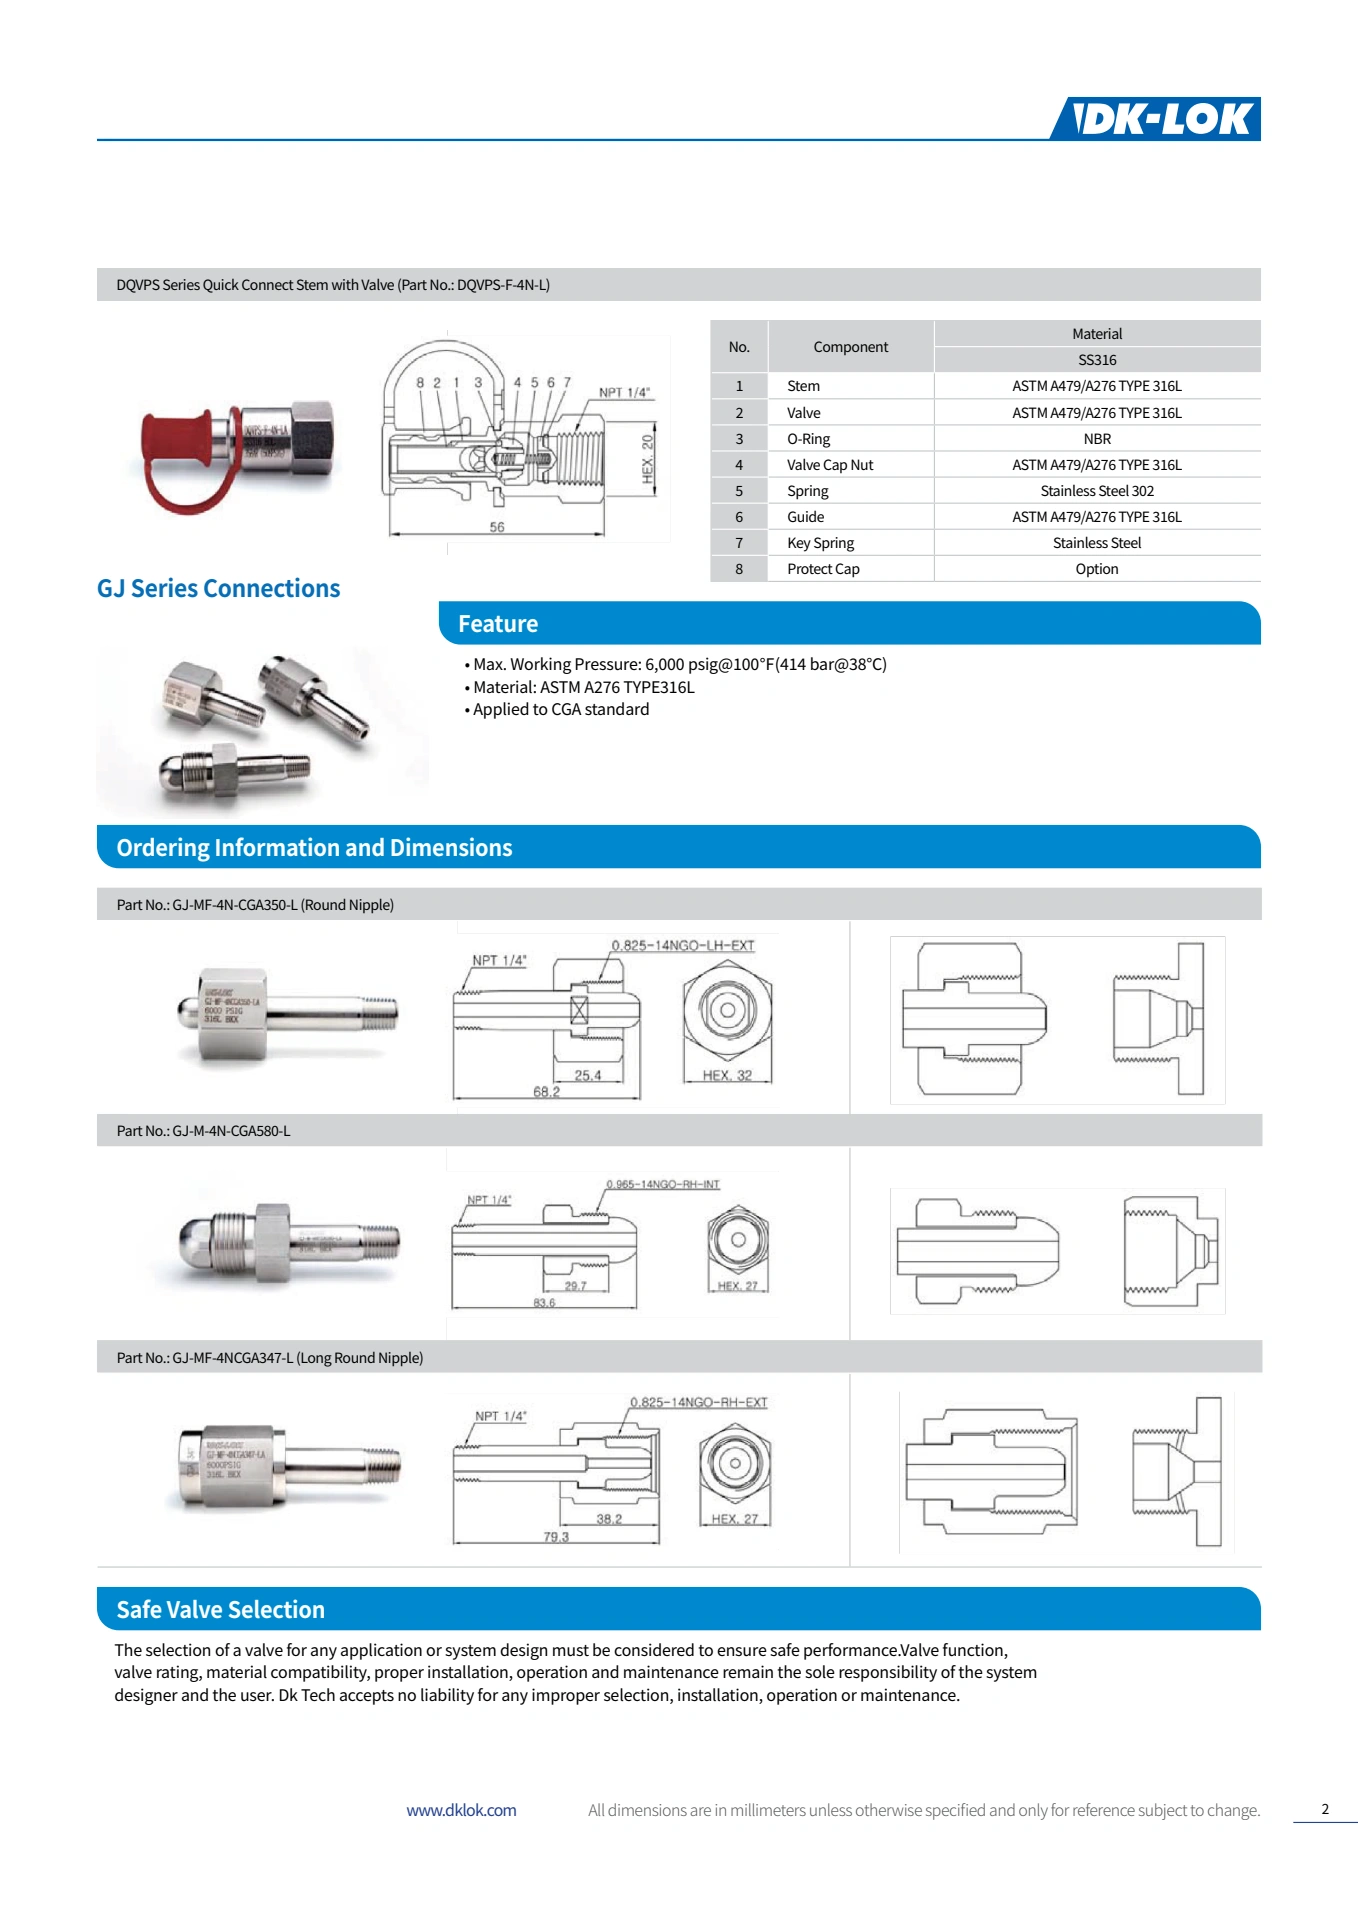 DK-LOK
DQVPS Series Quick Connect Stem with Valve (Part No.: DQVPS-F-4N-L)
8 2 1 3 4 5 6 7
NPT 1/4"
HEX. 20
56
No. Component Material
SS316
1 Stem ASTM A479/A276 TYPE 316L
2 Valve ASTM A479/A276 TYPE 316L
3 O-Ring NBR
4 Valve Cap Nut ASTM A479/A276 TYPE 316L
5 Spring Stainless Steel 302
6 Guide ASTM A479/A276 TYPE 316L
7 Key Spring Stainless Steel
8 Protect Cap Option
GJ Series Connections
Feature
• Max. Working Pressure: 6,000 psig@100°F(414 bar@38°C)
• Material: ASTM A276 TYPE316L
• Applied to CGA standard
Ordering Information and Dimensions
Part No.: GJ-MF-4N-CGA350-L (Round Nipple)
GJ-MF-4NCGA350-LA
6000 PSIG
316L
NPT 1/4"
0.825-14NGO-LH-EXT
25.4
68.2
HEX. 32
Part No.: GJ-M-4N-CGA580-L
NPT 1/4"
0.965-14NGO-RH-INT
29.7
83.6
HEX. 27
Part No.: GJ-MF-4NCGA347-L (Long Round Nipple)
GJ-MF-4NCGA347-LA
6000PSIG
316L
NPT 1/4"
0.825-14NGO-RH-EXT
38.2
79.3
HEX. 27
Safe Valve Selection
The selection of a valve for any application or system design must be considered to ensure safe performance.Valve function,
valve rating, material compatibility, proper installation, operation and maintenance remain the sole responsibility of the system
designer and the user. Dk Tech accepts no liability for any improper selection, installation, operation or maintenance.
www.dklok.com
All dimensions are in millimeters unless otherwise specified and only for reference subject to change.
2